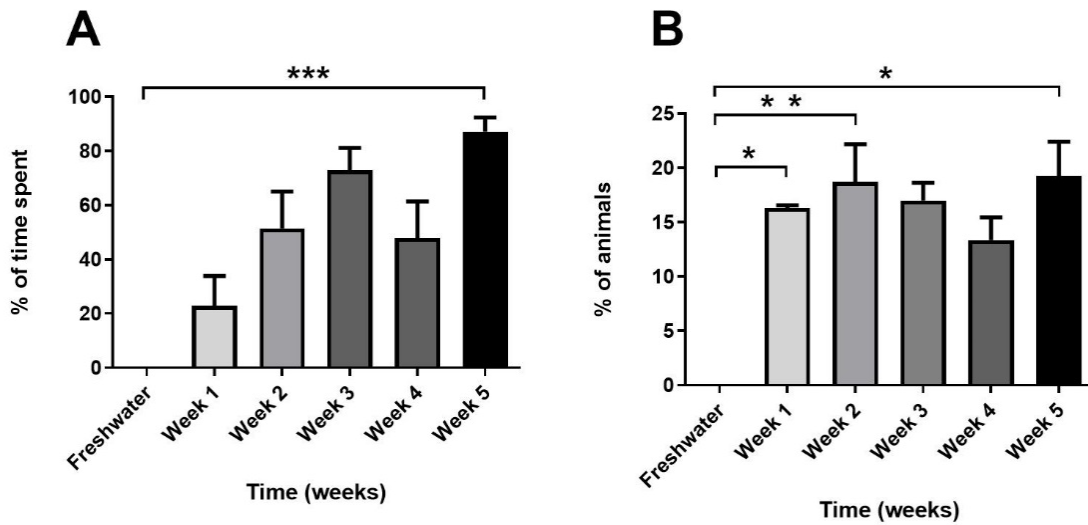 A
***
% of time spent
100
80
60
40
20
0
Freshwater
Week 1
Week 2
Week 3
Week 4
Week 5
Time (weeks)
B
*
* *
*
% of animals
25
20
15
10
5
0
Freshwater
Week 1
Week 2
Week 3
Week 4
Week 5
Time (weeks)